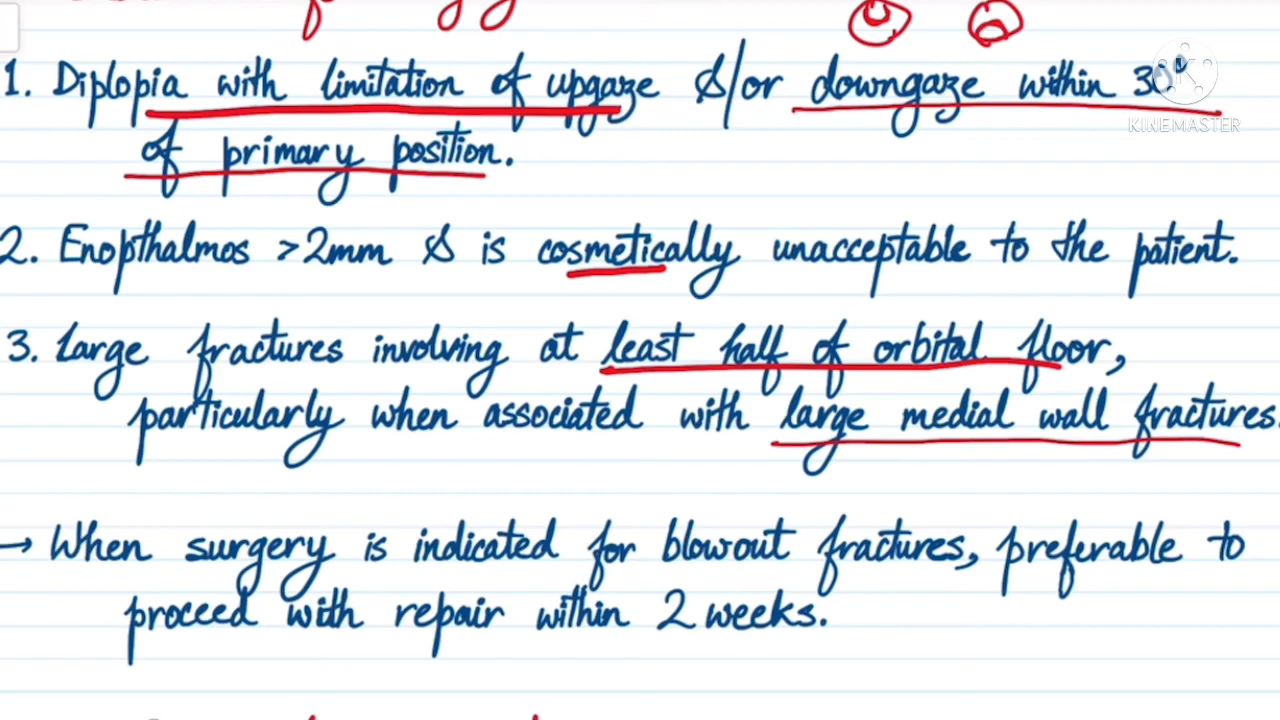 1. Diplopia with limitation of upgaze &/or downgaze within 30°
of primary position.
KINEMASTER
2. Enopthalmos >2mm & is cosmetically unacceptable to the patient.
3. Large fractures involving at least half of orbital floor,
particularly when associated with large medial wall fractures.
→ When surgery is indicated for blowout fractures, preferable to
proceed with repair within 2 weeks.